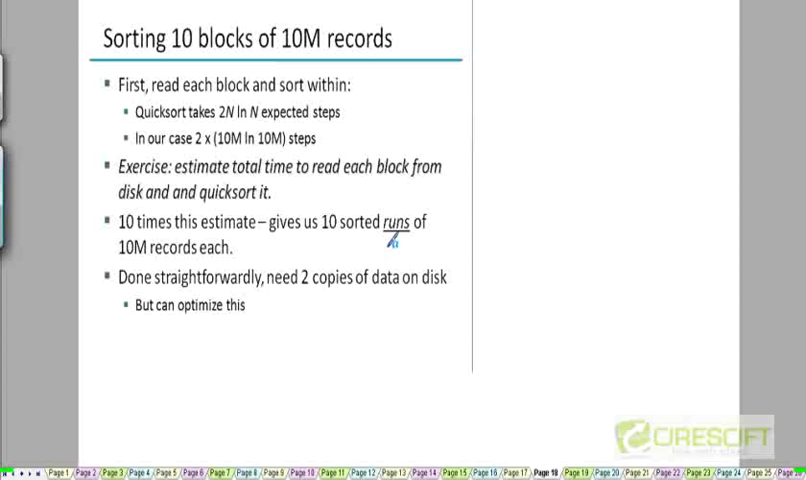 Sorting 10 blocks of 10M records
▪ First, read each block and sort within:
▪ Quicksort takes 2N ln N expected steps
▪ In our case 2 x (10M ln 10M) steps
▪ Exercise: estimate total time to read each block from
disk and and quicksort it.
▪ 10 times this estimate – gives us 10 sorted runs of
10M records each.
▪ Done straightforwardly, need 2 copies of data on disk
▪ But can optimize this
Page 1 Page 2 Page 3 Page 4 Page 5 Page 6 Page 7 Page 8 Page 9 Page 10 Page 11 Page 12 Page 13 Page 14 Page 15 Page 16 Page 17 Page 18 Page 19 Page 20 Page 21 Page 22 Page 23 Page 24 Page 25